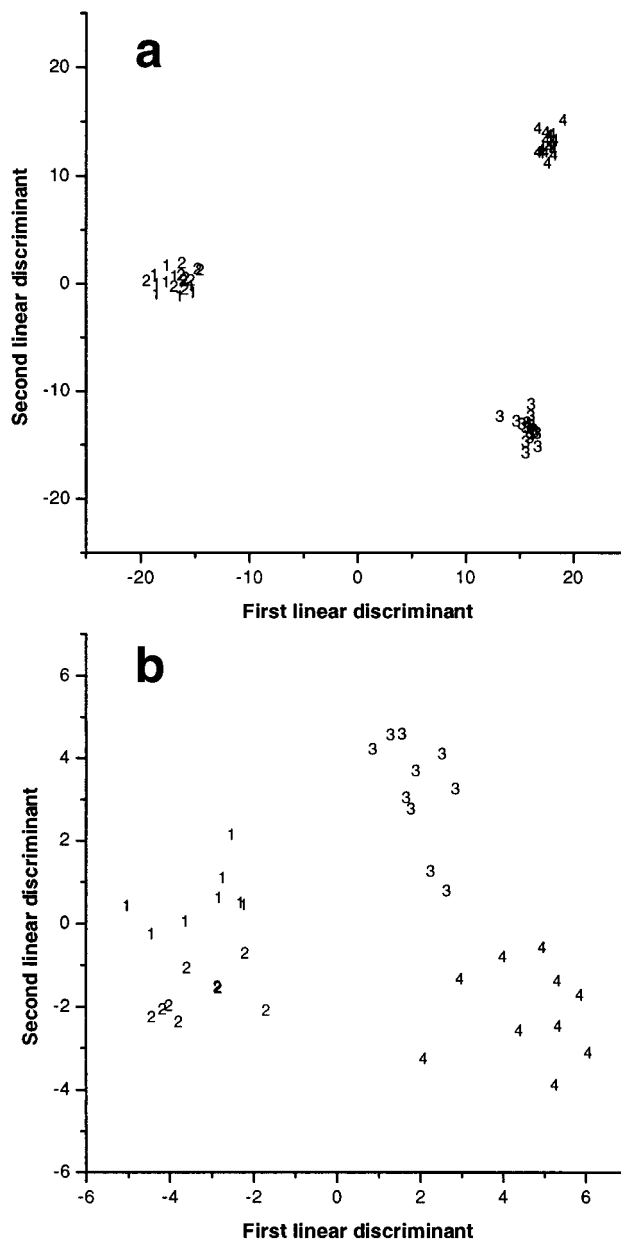 a
20
10
0
-10
-20
Second linear discriminant
-20 -10 0 10 20
First linear discriminant
b
6
4
2
0
-2
-4
-6
Second linear discriminant
-6 -4 -2 0 2 4 6
First linear discriminant